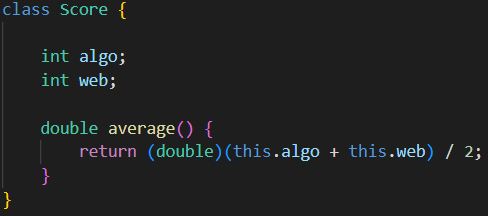 class Score {
int algo;
int web;
double average() {
return (double)(this.algo + this.web) / 2;
}
}